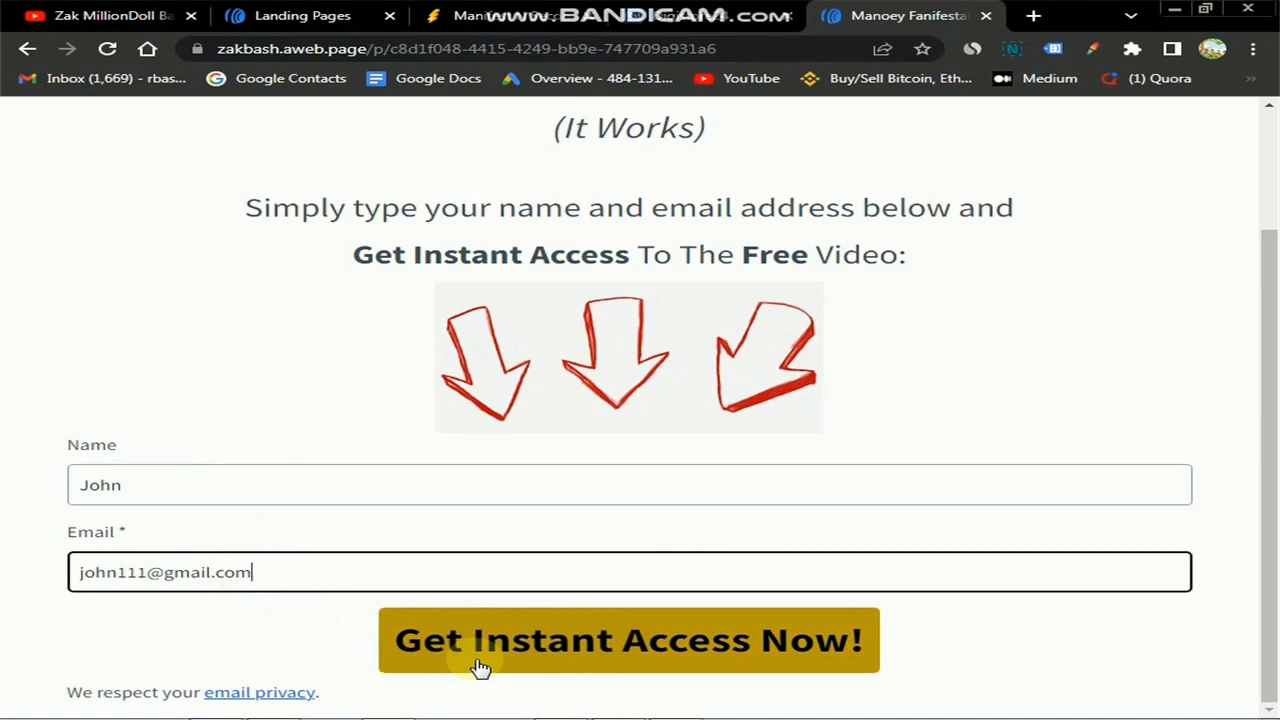 Zak MillionDoll Ba
Landing Pages
www.BANDICAM.com
Manoey Fanifesta
zakbash.aweb.page/p/c8d1f048-4415-4249-bb9e-747709a931a6
Inbox (1,669) - rbas...
Google Contacts
Google Docs
Overview - 484-131...
YouTube
Buy/Sell Bitcoin, Eth...
Medium
(1) Quora
(It Works)
Simply type your name and email address below and
Get Instant Access To The Free Video:
Name
John
Email *
john111@gmail.com
Get Instant Access Now!
We respect your email privacy.